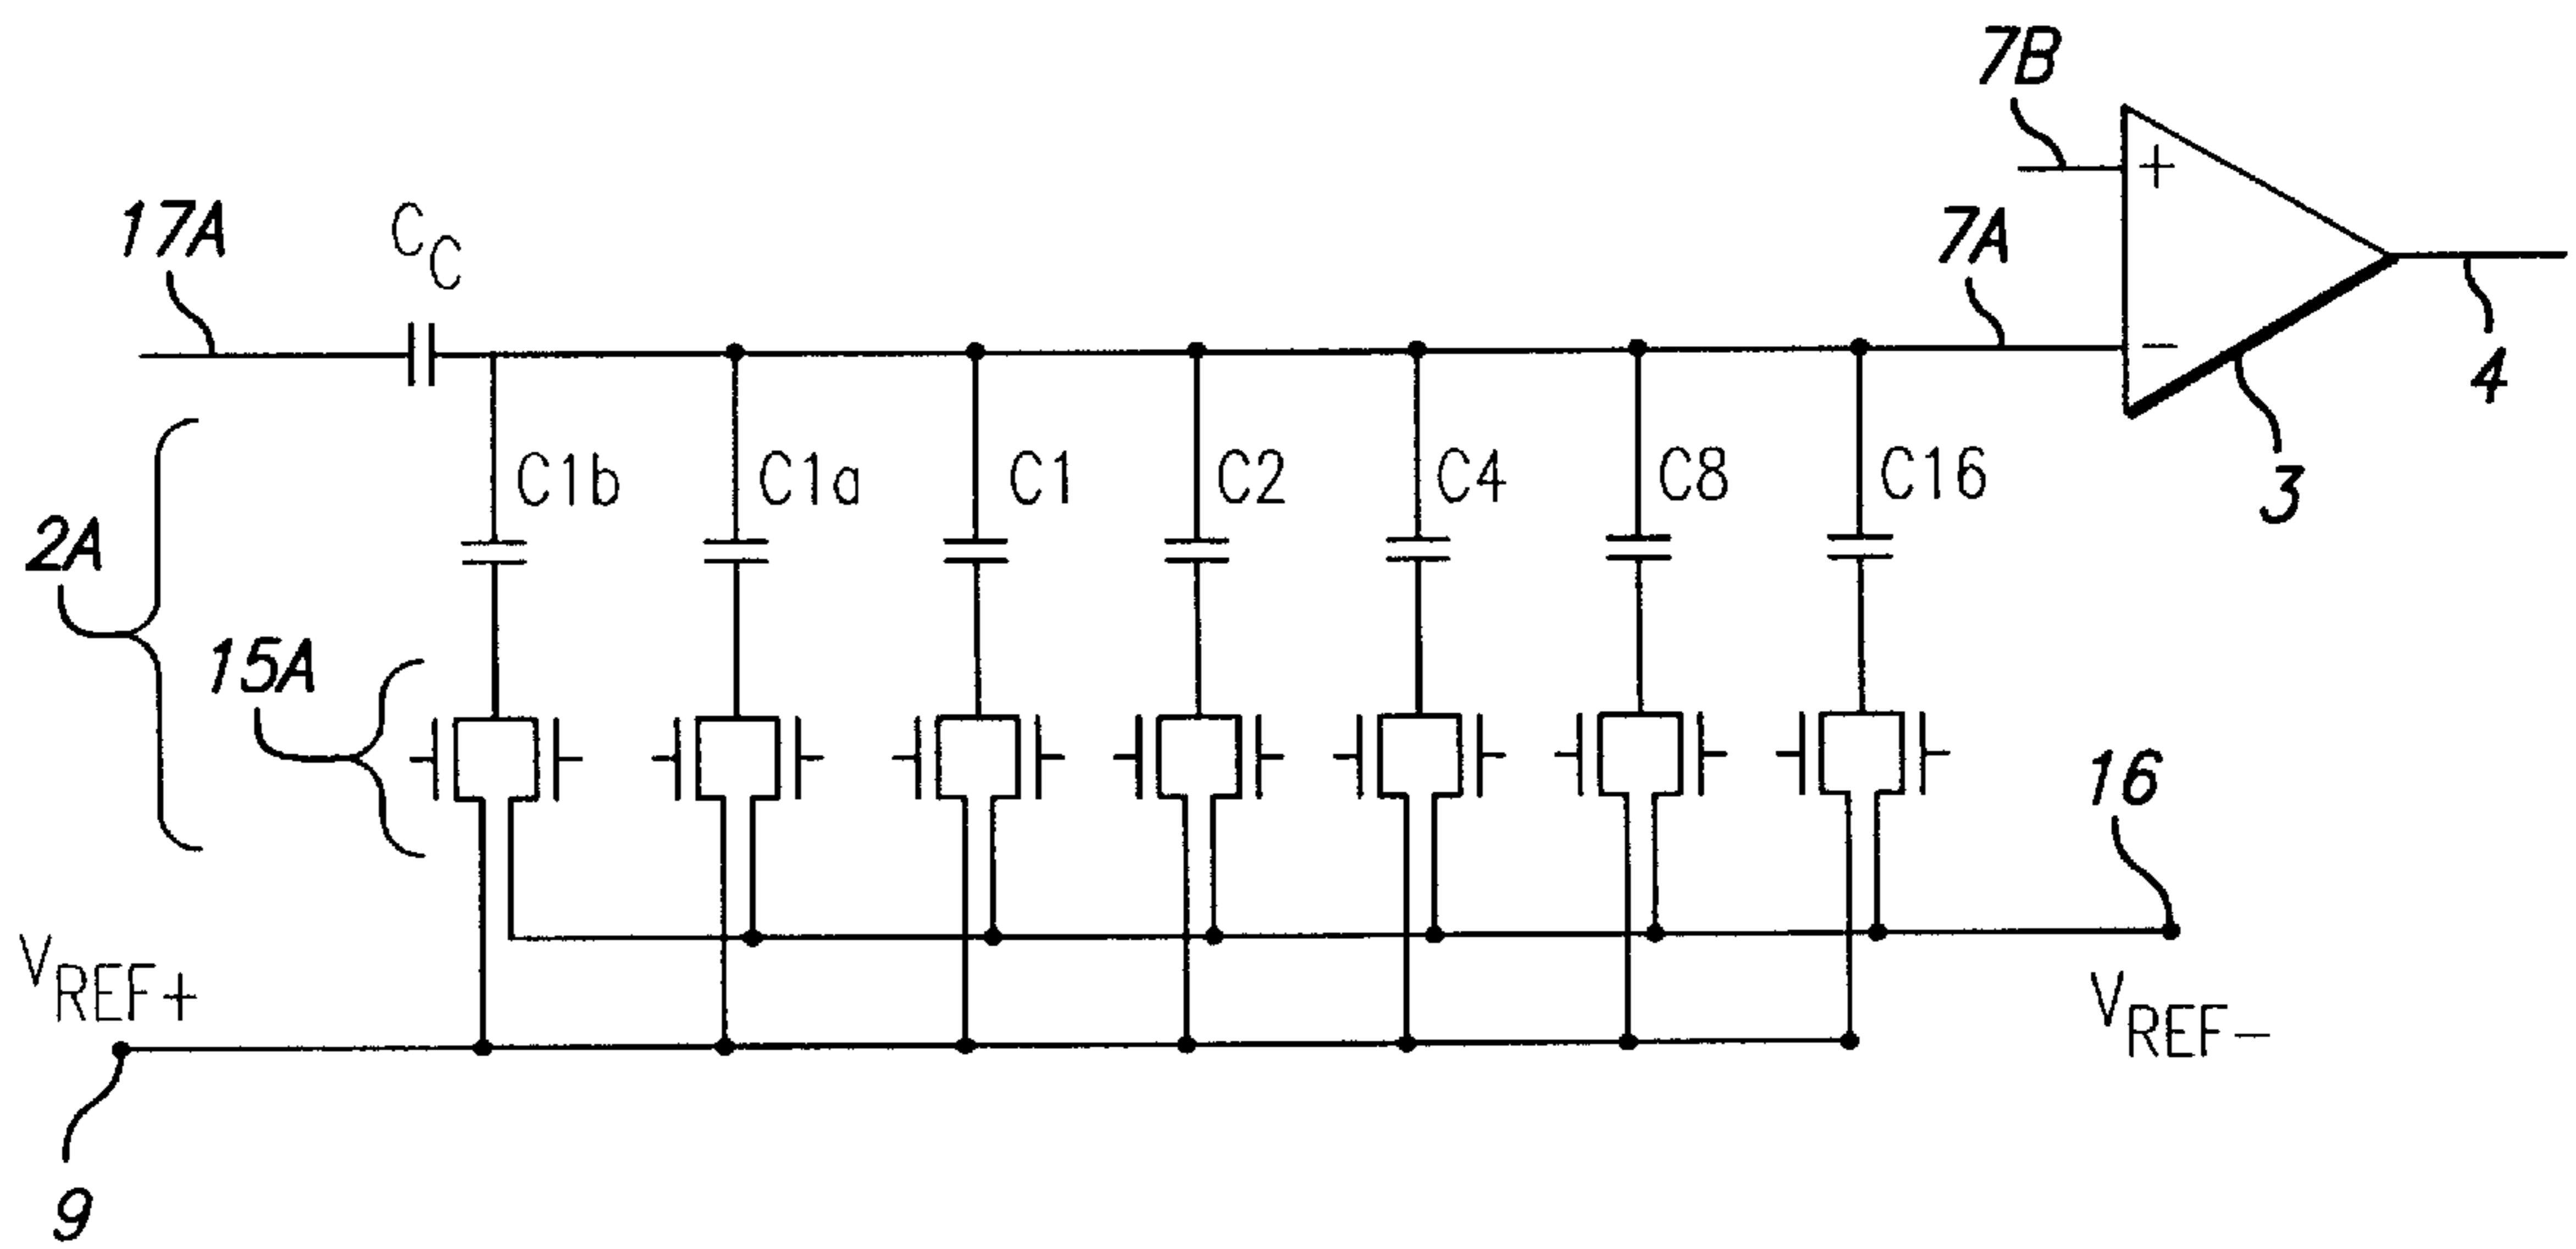 7B
+
17A
CC
7A
−
4
3
C1b
C1a
C1
C2
C4
C8
C16
2A
15A
16
VREF+
VREF−
9